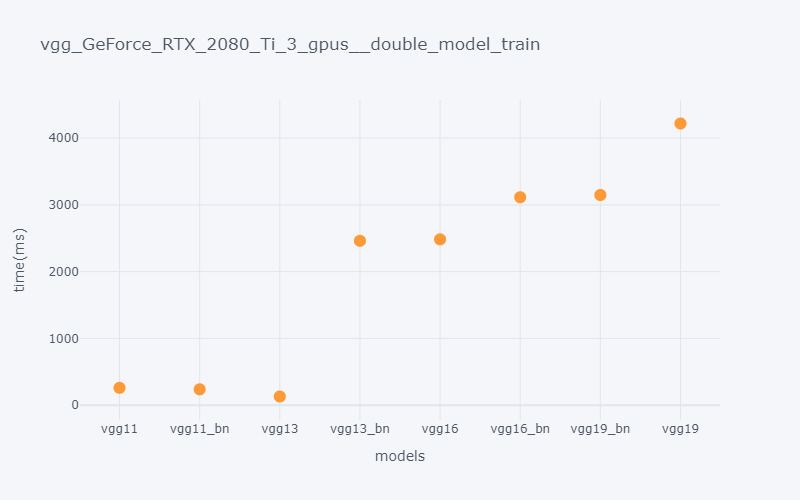 vgg_GeForce_RTX_2080_Ti_3_gpus__double_model_train
4000
3000
2000
1000
0
time(ms)
vgg11 vgg11_bn vgg13 vgg13_bn vgg16 vgg16_bn vgg19_bn vgg19
models